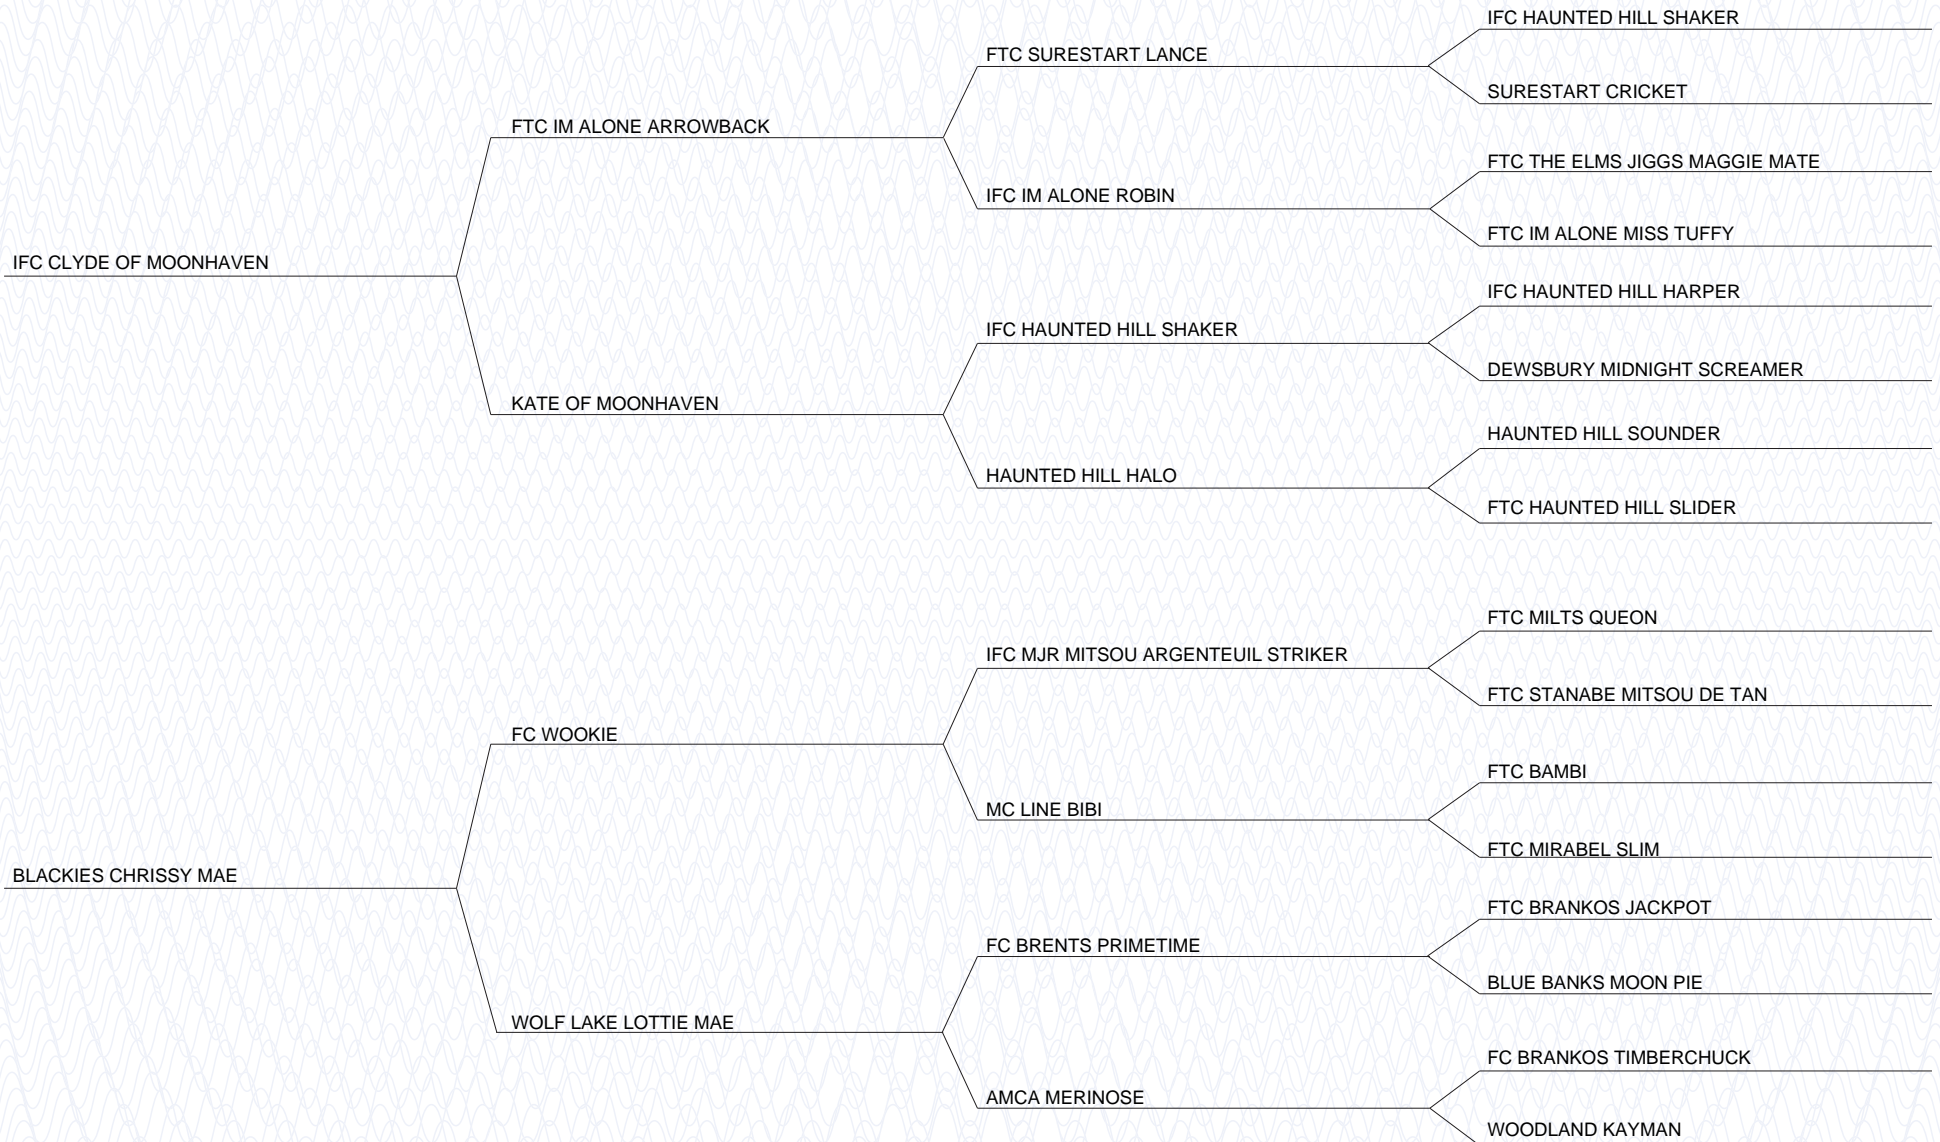 IFC HAUNTED HILL SHAKER
FTC SURESTART LANCE
SURESTART CRICKET
FTC IM ALONE ARROWBACK
FTC THE ELMS JIGGS MAGGIE MATE
IFC IM ALONE ROBIN
FTC IM ALONE MISS TUFFY
IFC CLYDE OF MOONHAVEN
IFC HAUNTED HILL HARPER
IFC HAUNTED HILL SHAKER
DEWSBURY MIDNIGHT SCREAMER
KATE OF MOONHAVEN
HAUNTED HILL SOUNDER
HAUNTED HILL HALO
FTC HAUNTED HILL SLIDER
FTC MILTS QUEON
IFC MJR MITSOU ARGENTEUIL STRIKER
FTC STANABE MITSOU DE TAN
FC WOOKIE
FTC BAMBI
MC LINE BIBI
FTC MIRABEL SLIM
BLACKIES CHRISSY MAE
FTC BRANKOS JACKPOT
FC BRENTS PRIMETIME
BLUE BANKS MOON PIE
WOLF LAKE LOTTIE MAE
FC BRANKOS TIMBERCHUCK
AMCA MERINOSE
WOODLAND KAYMAN